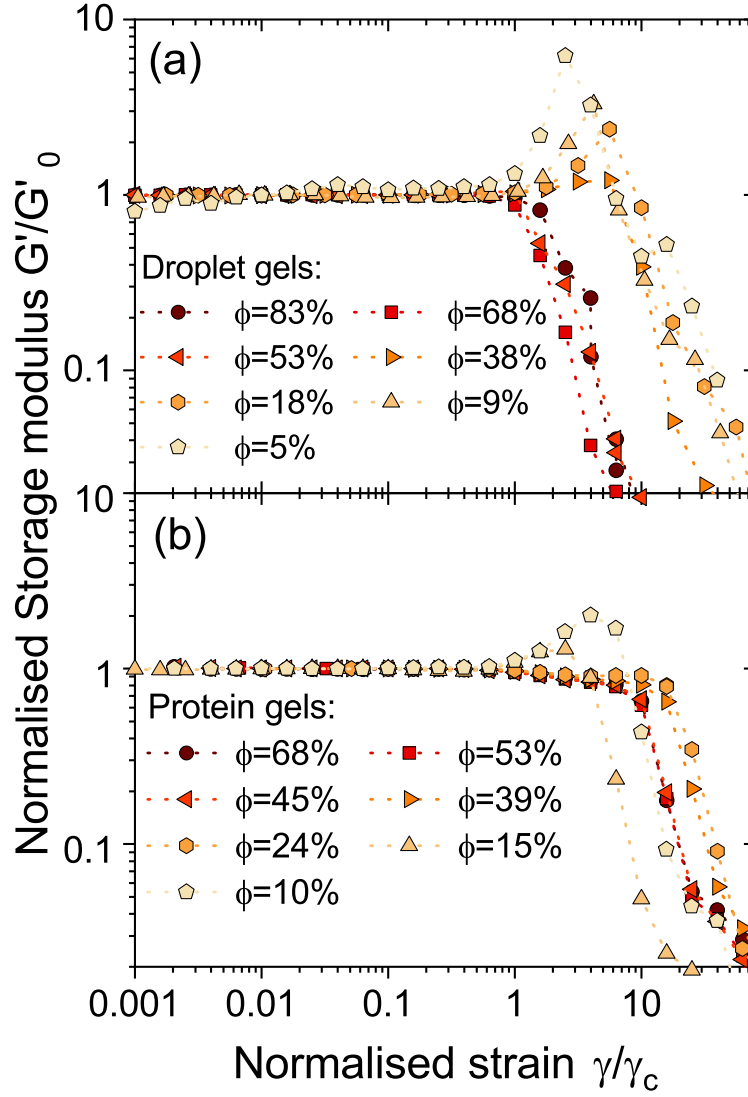 Normalised Storage modulus G'/G'0
10
(a)
1
Droplet gels:
ϕ=83% ϕ=68%
ϕ=53% ϕ=38%
0.1
ϕ=18% ϕ=9%
ϕ=5%
10
(b)
1
Protein gels:
ϕ=68% ϕ=53%
ϕ=45% ϕ=39%
0.1
ϕ=24% ϕ=15%
ϕ=10%
0.001 0.01 0.1 1 10
Normalised strain γ/γc